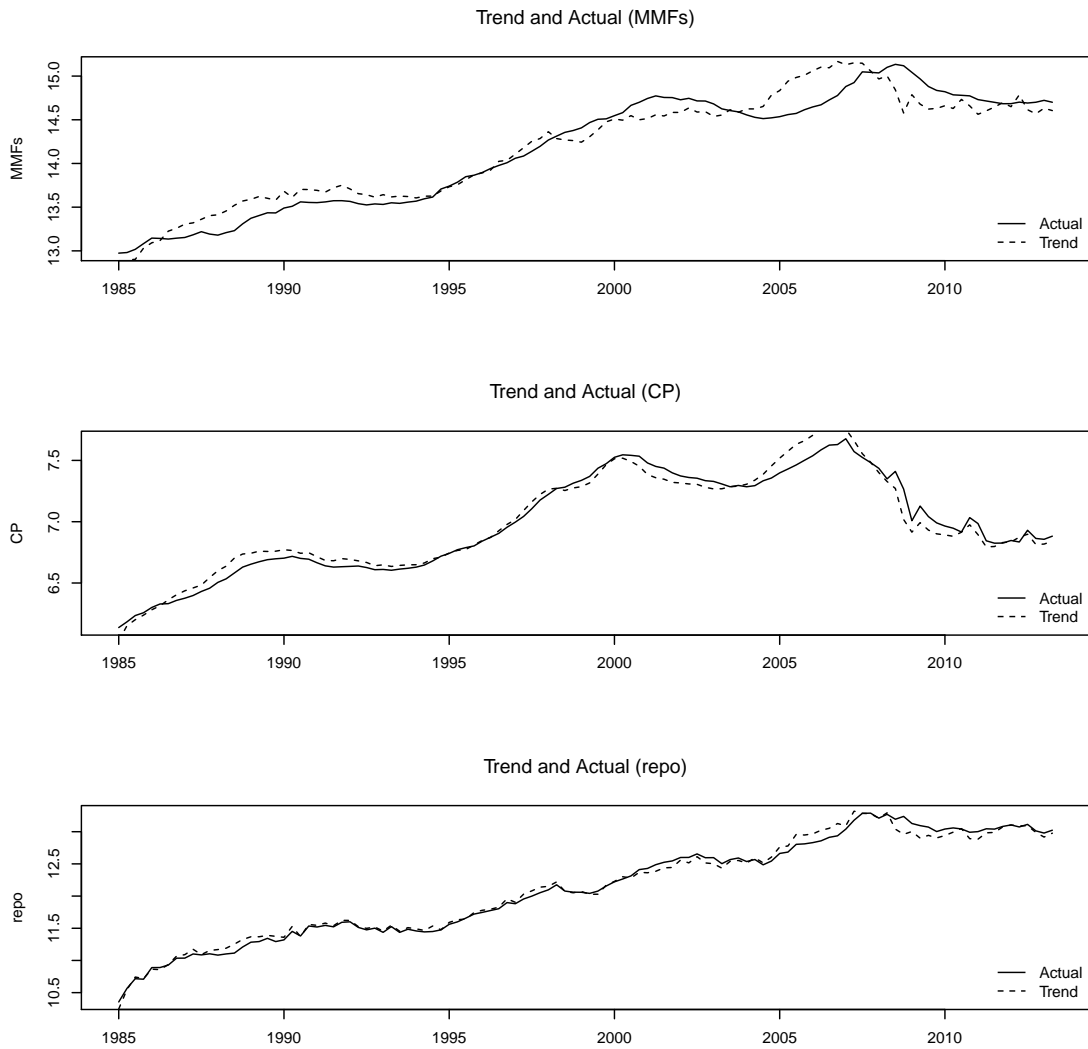 Trend and Actual (MMFs)
MMFs
15.0
14.5
14.0
13.5
13.0
Actual
Trend
1985 1990 1995 2000 2005 2010
Trend and Actual (CP)
CP
7.5
7.0
6.5
Actual
Trend
1985 1990 1995 2000 2005 2010
Trend and Actual (repo)
repo
12.5
11.5
10.5
Actual
Trend
1985 1990 1995 2000 2005 2010